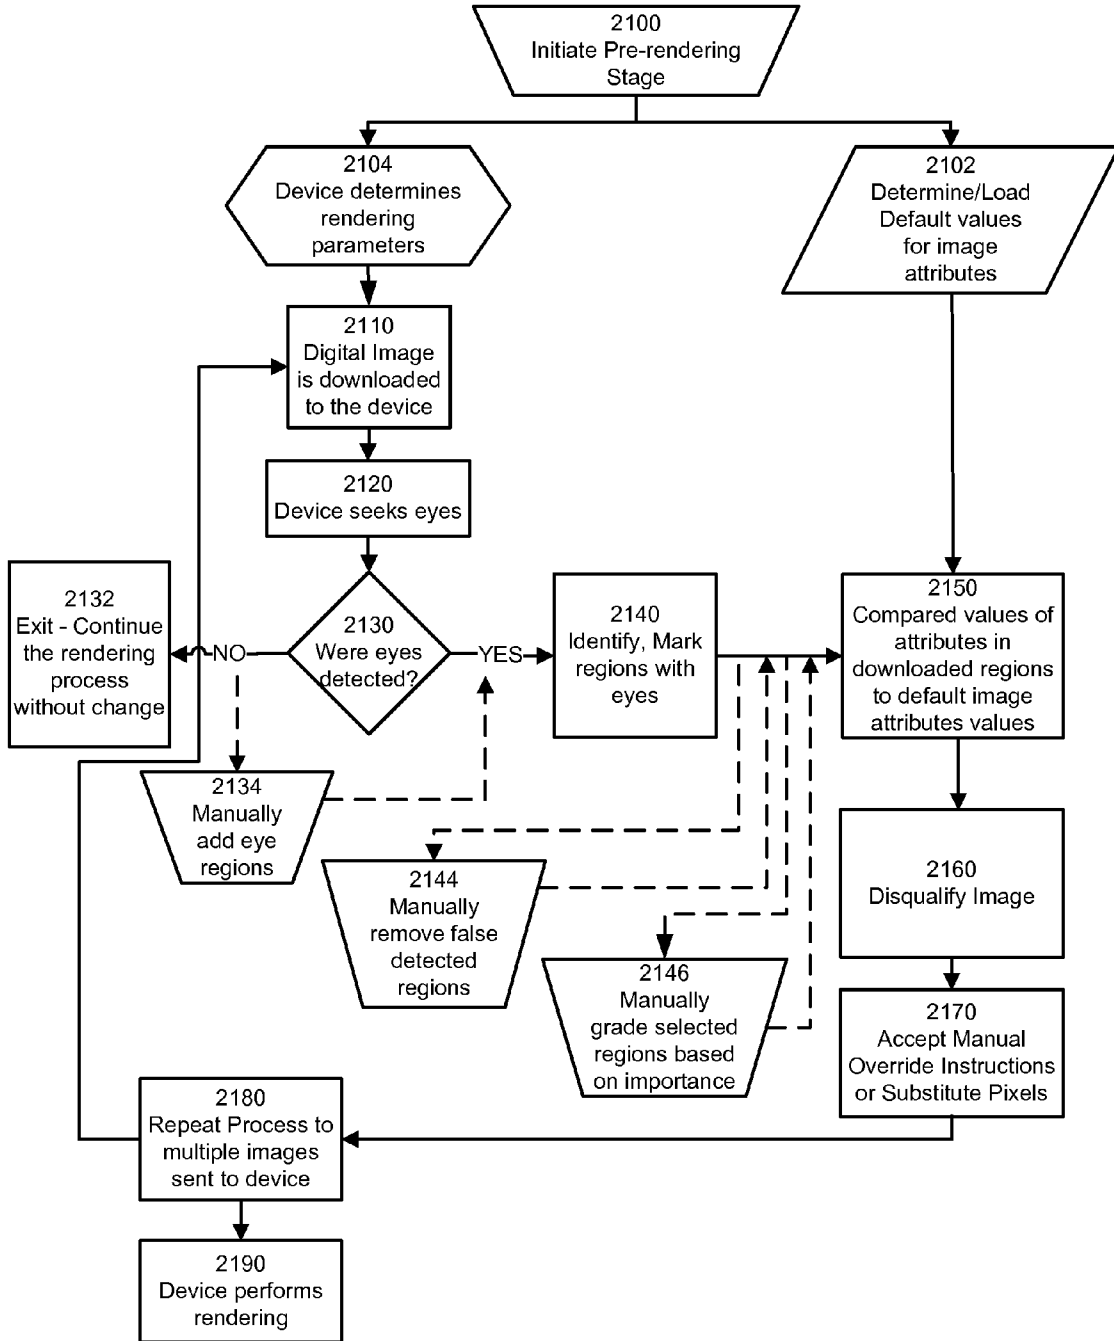 2100
Initiate Pre-rendering
Stage
2104
Device determines
rendering
parameters
2102
Determine/Load
Default values
for image
attributes
2110
Digital Image
is downloaded
to the device
2120
Device seeks eyes
2132
Exit - Continue
the rendering
process
without change
NO
2130
Were eyes
detected?
YES
2140
Identify, Mark
regions with
eyes
2150
Compared values of
attributes in
downloaded regions
to default image
attributes values
2134
Manually
add eye
regions
2144
Manually
remove false
detected
regions
2146
Manually
grade selected
regions based
on importance
2160
Disqualify Image
2170
Accept Manual
Override Instructions
or Substitute Pixels
2180
Repeat Process to
multiple images
sent to device
2190
Device performs
rendering